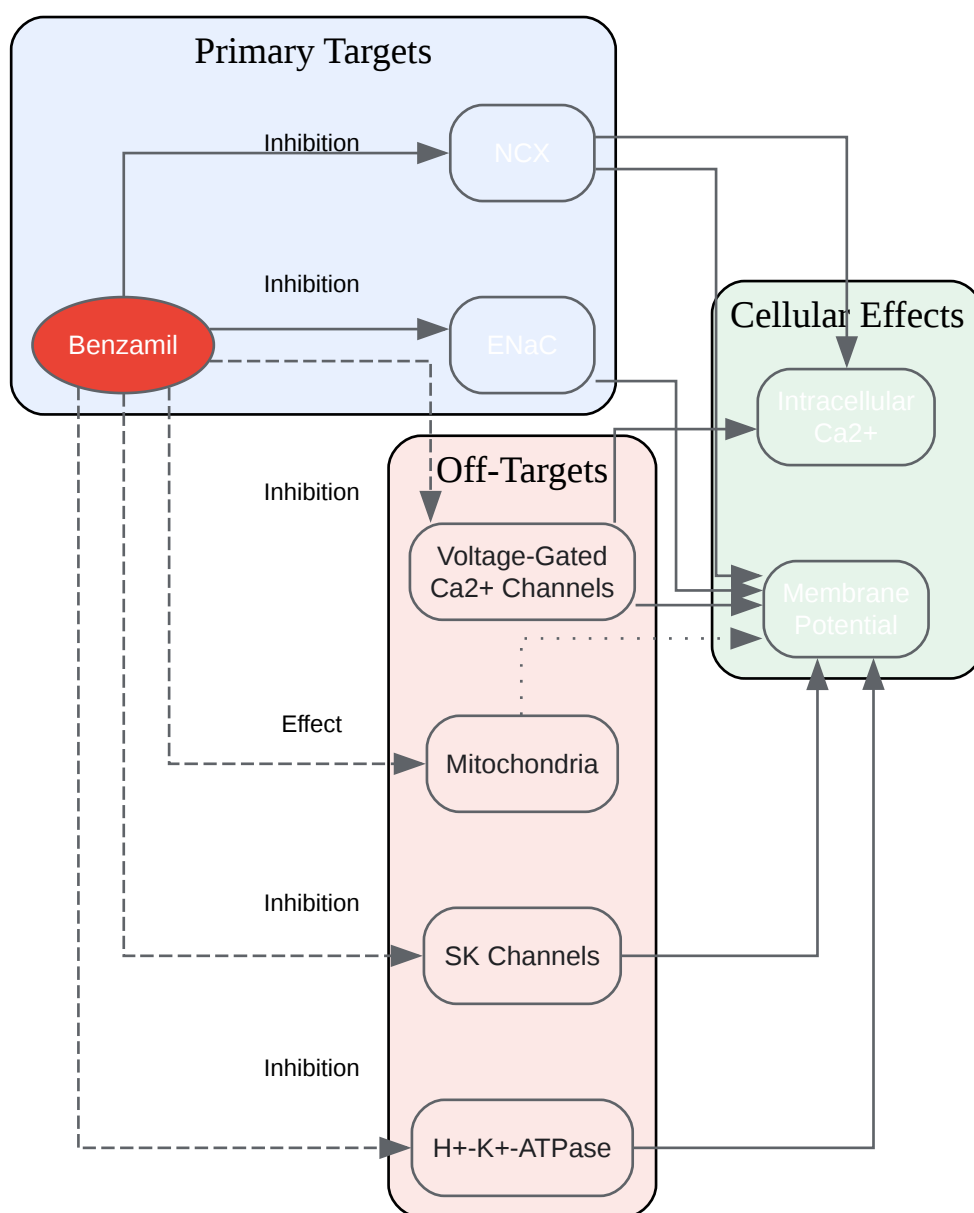 Primary Targets
Inhibition
NCX
Inhibition
ENaC
Benzamil
Cellular Effects
Intracellular
Ca2+
Membrane
Potential
Off-Targets
Inhibition
Voltage-Gated
Ca2+ Channels
Effect
Mitochondria
Inhibition
SK Channels
Inhibition
H+-K+-ATPase